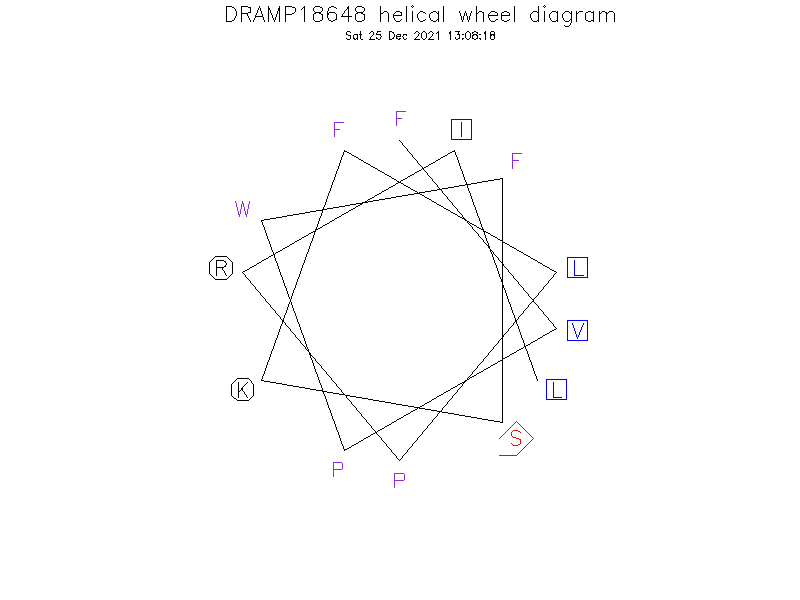 DRAMP18648 helical wheel diagram
Sat 25 Dec 2021 13:08:18
F
F
I
F
W
R
L
V
K
L
S
P
P